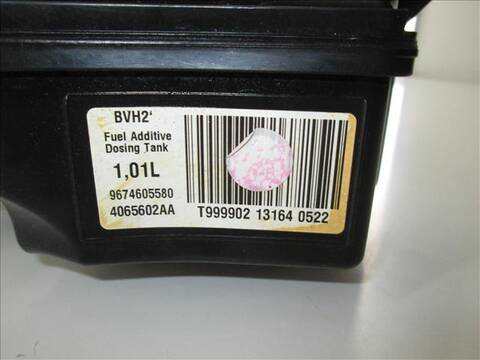 BVH2'
Fuel Additive
Dosing Tank
1,01L
9674605580
4065602AA
T999902 13164 0522